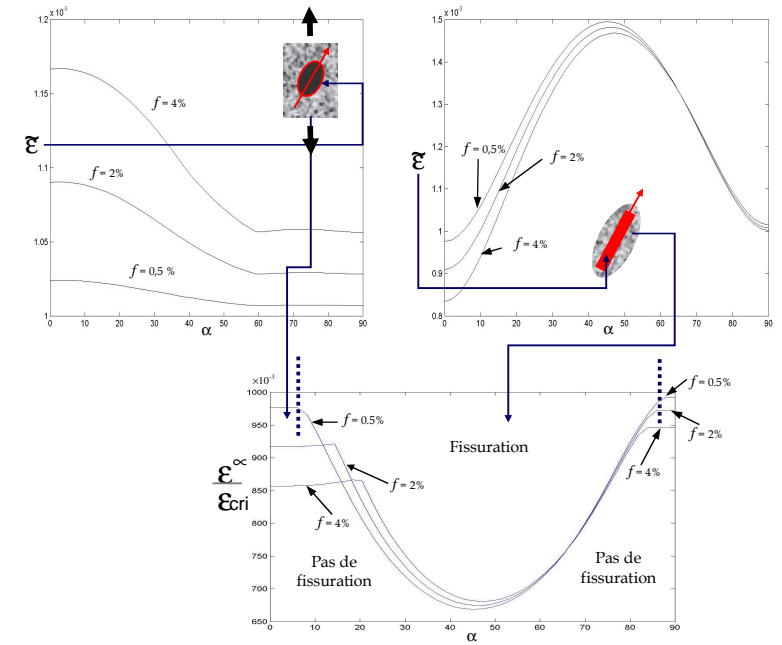 x 10⁻³
1.2
1.15
1.1
1.05
1
0 10 20 30 40 50 60 70 80 90
α
ε̃
f = 4%
f = 2%
f = 0,5 %
x 10⁻³
1.5
1.4
1.3
1.2
1.1
1
0.9
0.8
0 10 20 30 40 50 60 70 80 90
α
ε̃
f = 0,5%
f = 2%
f = 4%
×10⁻³
1000
950
900
850
800
750
700
650
0 10 20 30 40 50 60 70 80 90
α
ε∝
εcri
f = 0.5%
f = 2%
f = 4%
Fissuration
Pas de
fissuration
Pas de
fissuration
f = 0.5%
f = 2%
f = 4%